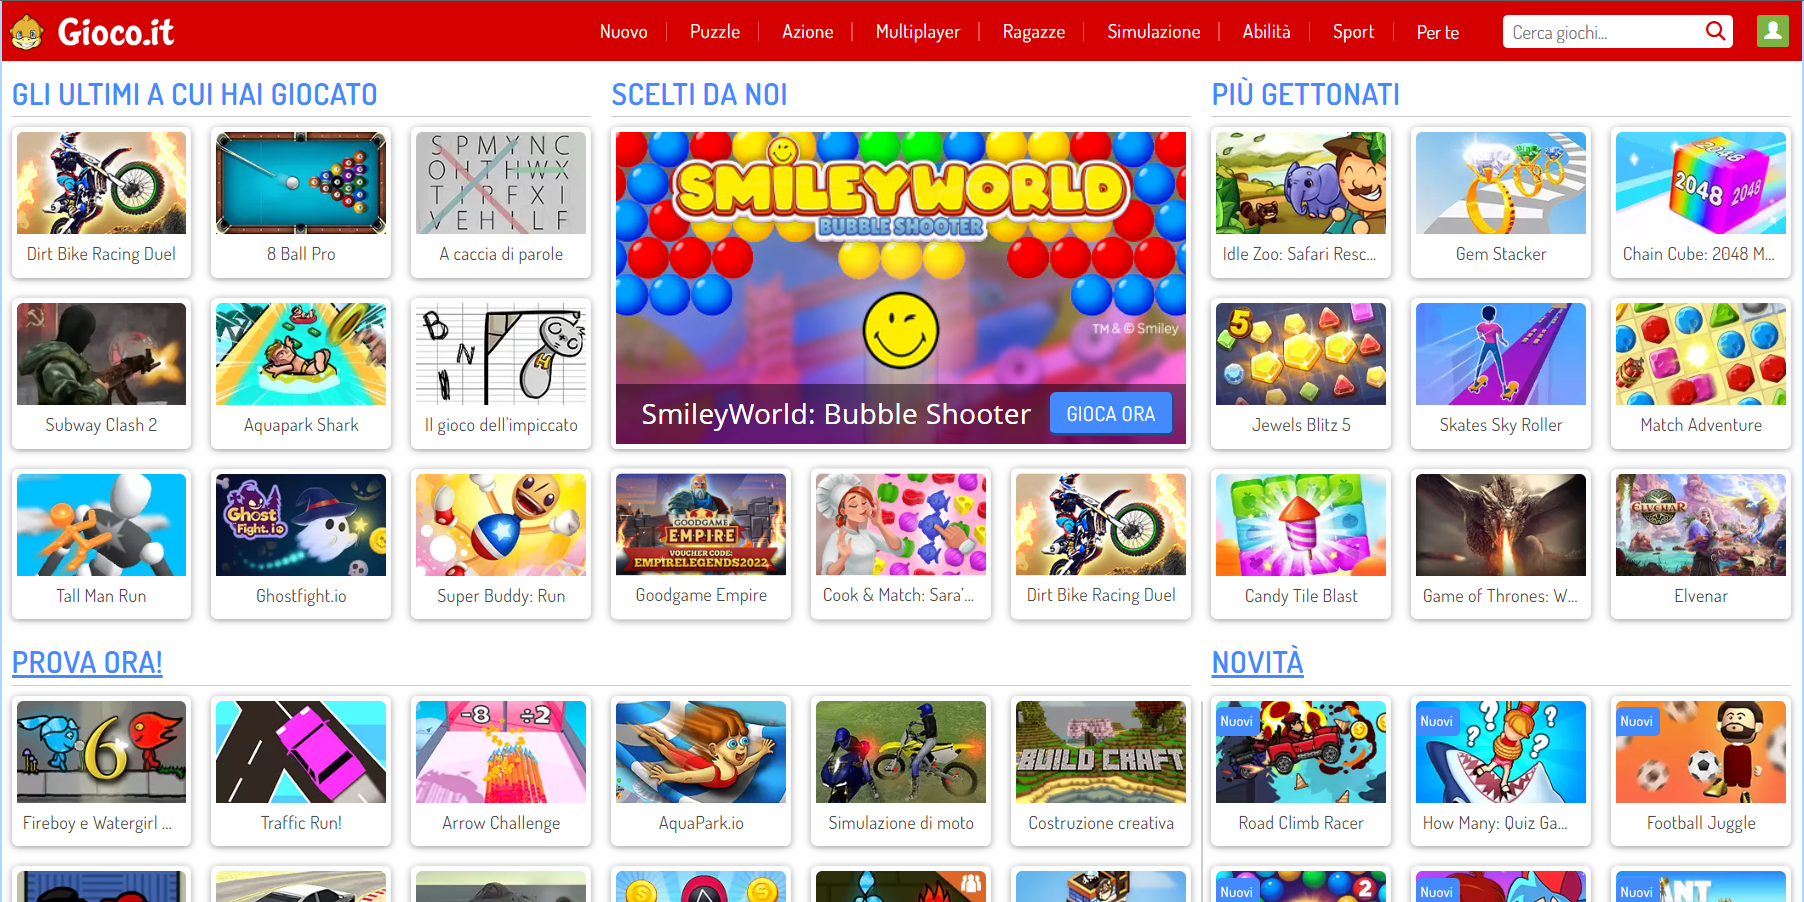 Gioco.it
Nuovo
Puzzle
Azione
Multiplayer
Ragazze
Simulazione
Abilità
Sport
Per te
Cerca giochi...
GLI ULTIMI A CUI HAI GIOCATO
SCELTI DA NOI
PIÙ GETTONATI
S P M Y N C
O H T H W X
T I R F X I
V E H I L F
Dirt Bike Racing Duel
8 Ball Pro
A caccia di parole
SMILEYWORLD
BUBBLE SHOOTER
TM & © Smiley
SmileyWorld: Bubble Shooter
GIOCA ORA
2048
2048
2048
Idle Zoo: Safari Resc...
Gem Stacker
Chain Cube: 2048 M...
B
N
H
Subway Clash 2
Aquapark Shark
Il gioco dell'impiccato
5
Jewels Blitz 5
Skates Sky Roller
Match Adventure
Ghost
Fight.io
GOODGAME
EMPIRE
VOUCHER CODE:
EMPIRELEGENDS2022
ELVENAR
Tall Man Run
Ghostfight.io
Super Buddy: Run
Goodgame Empire
Cook & Match: Sara'...
Dirt Bike Racing Duel
Candy Tile Blast
Game of Thrones: W...
Elvenar
PROVA ORA!
NOVITÀ
6
-8
÷2
BUILD CRAFT
Nuovi
Nuovi
Nuovi
Fireboy e Watergirl ...
Traffic Run!
Arrow Challenge
AquaPark.io
Simulazione di moto
Costruzione creativa
Road Climb Racer
How Many: Quiz Ga...
Football Juggle
Nuovi
2
Nuovi
Nuovi
ANT